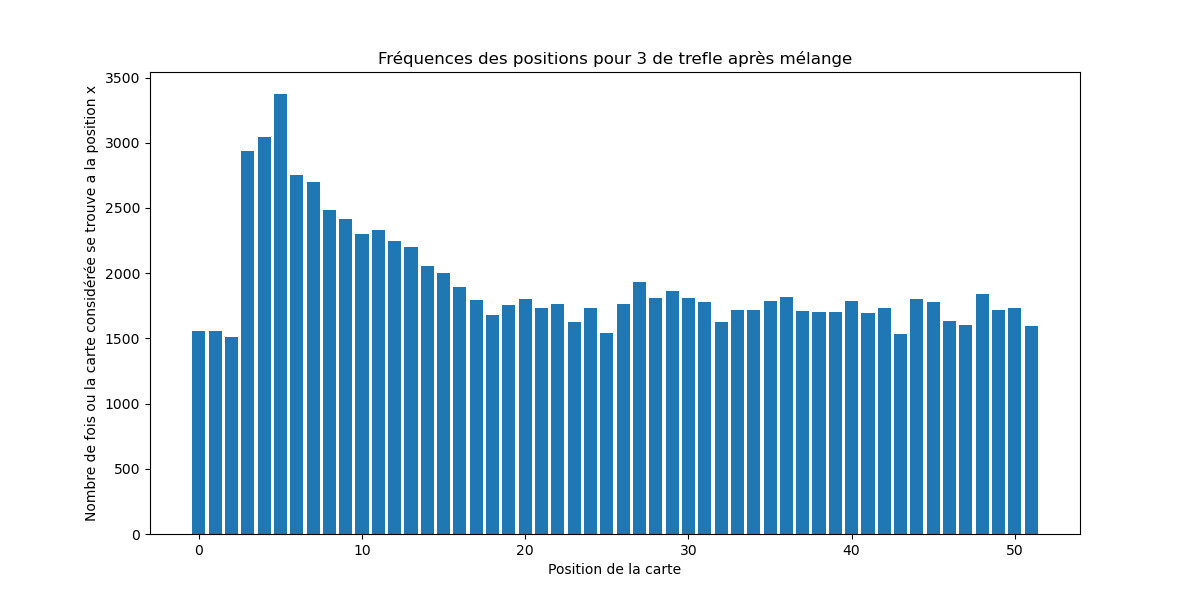 Fréquences des positions pour 3 de trefle après mélange
Nombre de fois ou la carte considérée se trouve a la position x
3500
3000
2500
2000
1500
1000
500
0
0 10 20 30 40 50
Position de la carte